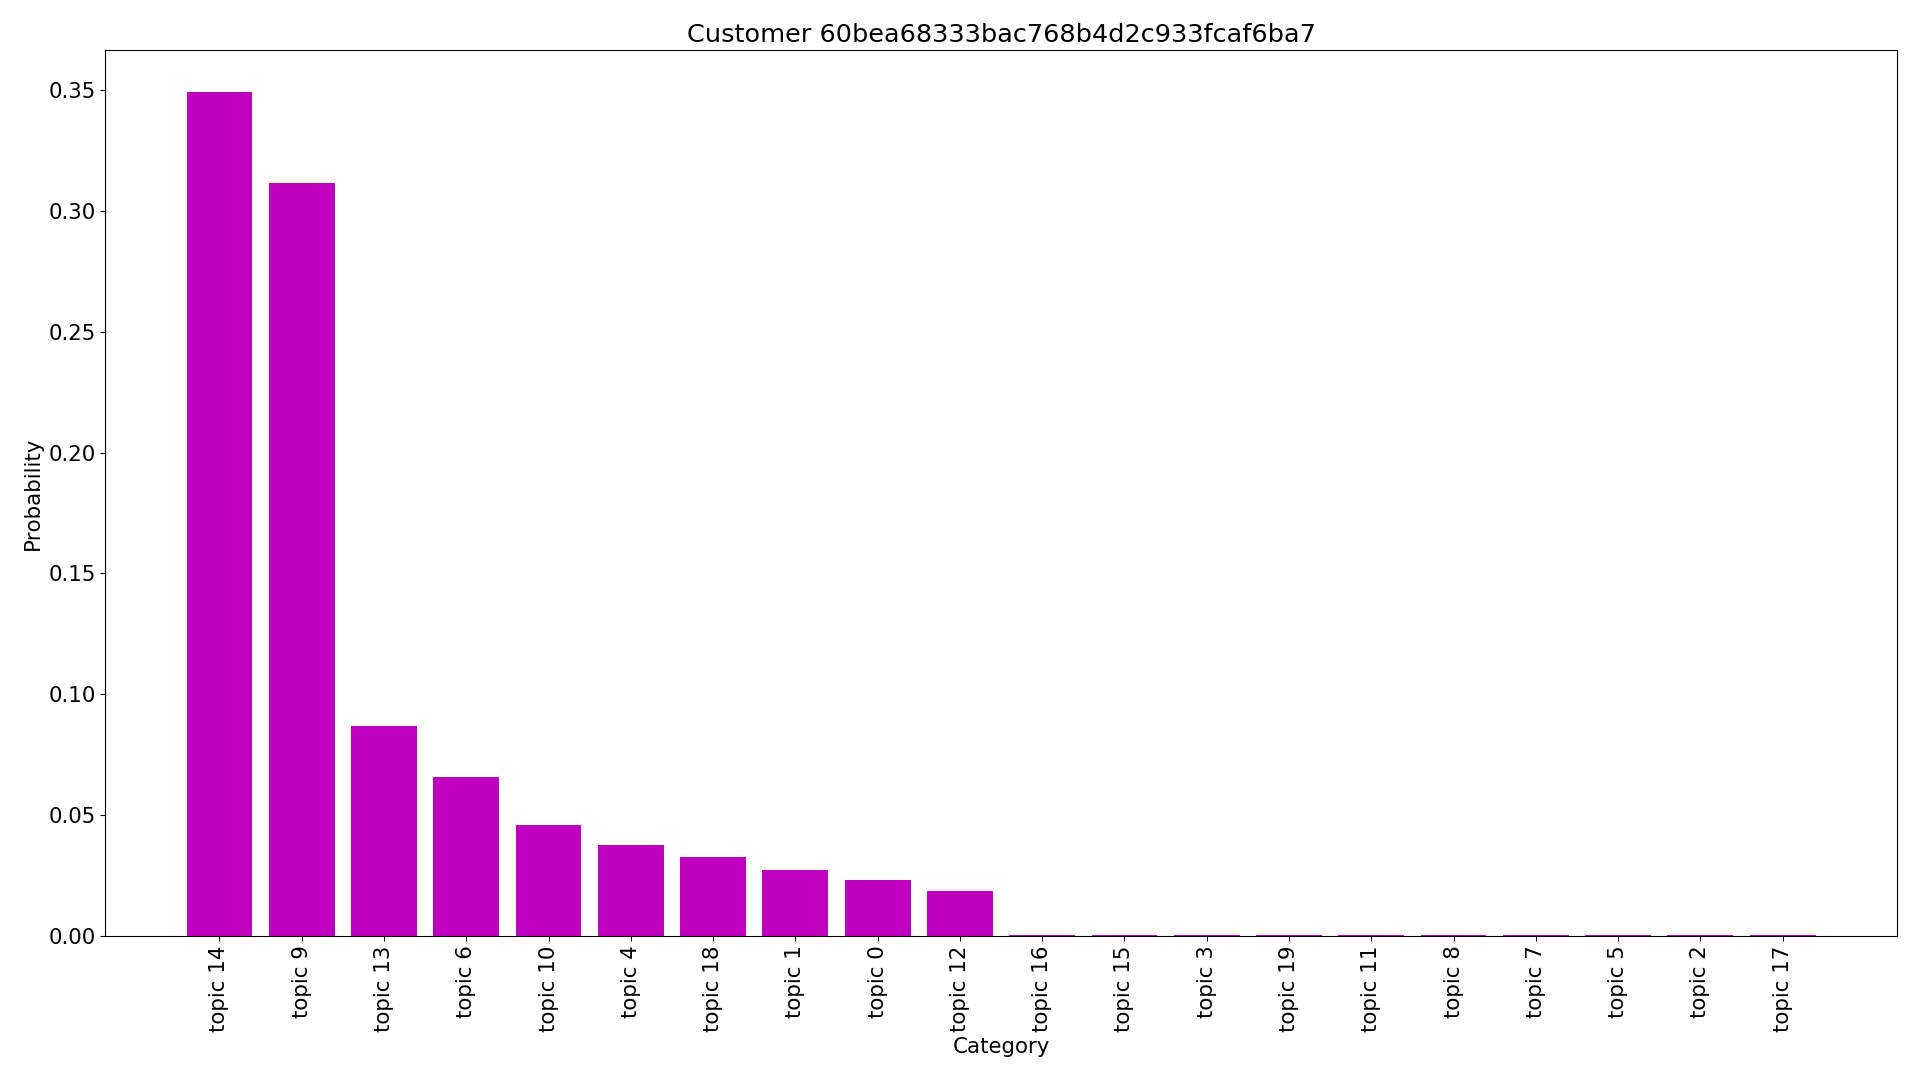 Customer 60bea68333bac768b4d2c933fcaf6ba7
Probability
0.35
0.30
0.25
0.20
0.15
0.10
0.05
0.00
topic 14
topic 9
topic 13
topic 6
topic 10
topic 4
topic 18
topic 1
topic 0
topic 12
topic 16
topic 15
topic 3
topic 19
topic 11
topic 8
topic 7
topic 5
topic 2
topic 17
Category